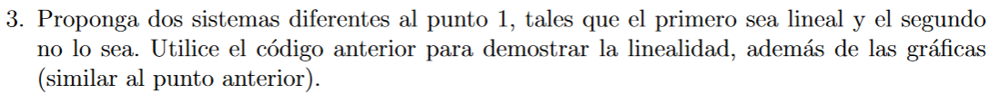 3. Proponga dos sistemas diferentes al punto 1, tales que el primero sea lineal y el segundo
no lo sea. Utilice el código anterior para demostrar la linealidad, además de las gráficas
(similar al punto anterior).